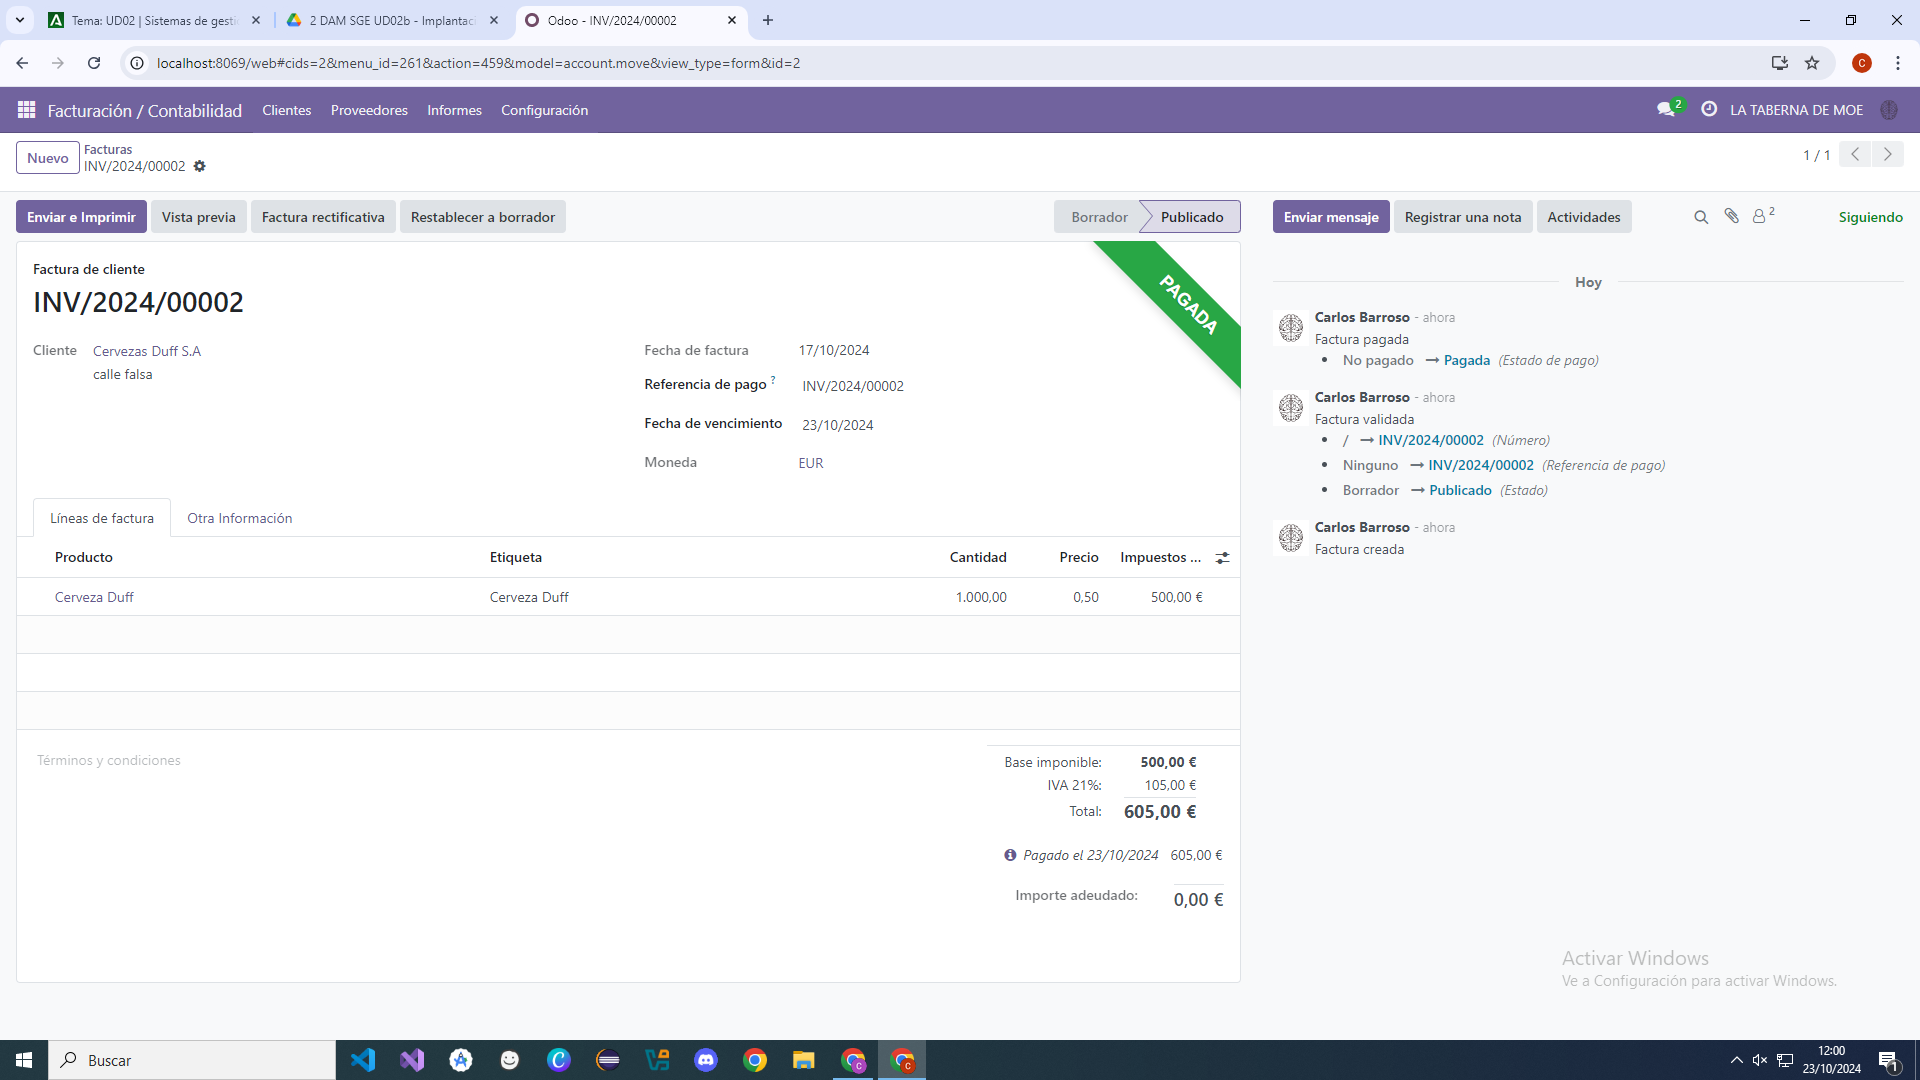 Tema: UD02 | Sistemas de gesti
2 DAM SGE UD02b - Implantaci
Odoo - INV/2024/00002
localhost:8069/web#cids=2&menu_id=261&action=459&model=account.move&view_type=form&id=2
C
Facturación / Contabilidad
Clientes
Proveedores
Informes
Configuración
2
LA TABERNA DE MOE
Nuevo
Facturas
INV/2024/00002
1 / 1
Enviar e Imprimir
Vista previa
Factura rectificativa
Restablecer a borrador
Borrador
Publicado
Enviar mensaje
Registrar una nota
Actividades
2
Siguiendo
Factura de cliente
INV/2024/00002
PAGADA
Cliente
Cervezas Duff S.A
calle falsa
Fecha de factura
17/10/2024
Referencia de pago ?
INV/2024/00002
Fecha de vencimiento
23/10/2024
Moneda
EUR
Líneas de factura
Otra Información
Producto
Etiqueta
Cantidad
Precio
Impuestos ...
Cerveza Duff
Cerveza Duff
1.000,00
0,50
500,00 €
Términos y condiciones
Base imponible:
500,00 €
IVA 21%:
105,00 €
Total:
605,00 €
Pagado el 23/10/2024
605,00 €
Importe adeudado:
0,00 €
Hoy
Carlos Barroso - ahora
Factura pagada
• No pagado → Pagada (Estado de pago)
Carlos Barroso - ahora
Factura validada
• / → INV/2024/00002 (Número)
• Ninguno → INV/2024/00002 (Referencia de pago)
• Borrador → Publicado (Estado)
Carlos Barroso - ahora
Factura creada
Activar Windows
Ve a Configuración para activar Windows.
Buscar
12:00
23/10/2024
1